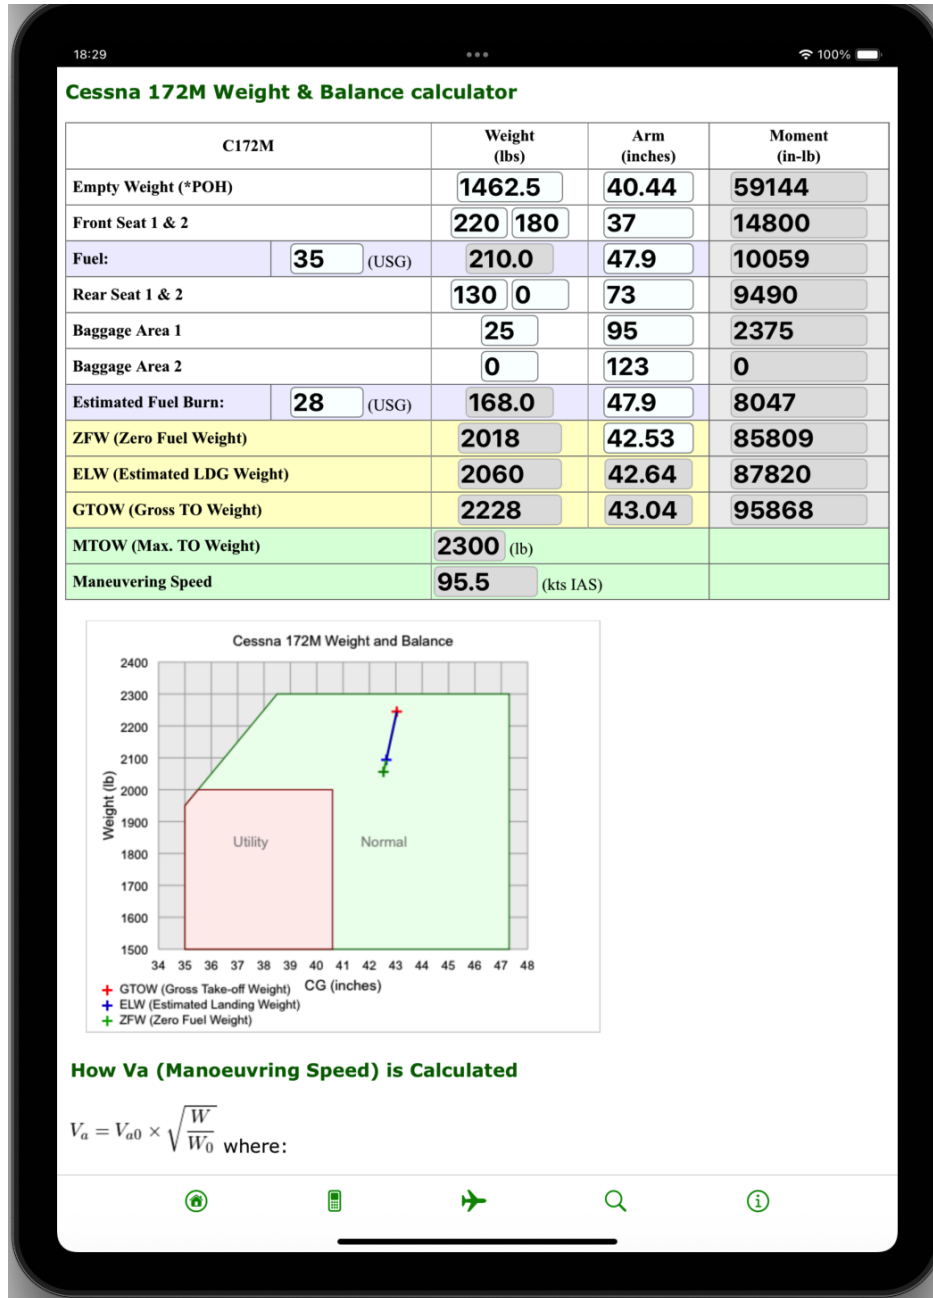 18:29
100%
Cessna 172M Weight & Balance calculator
C172M Weight (lbs) Arm (inches) Moment (in-lb)
Empty Weight (*POH) 1462.5 40.44 59144
Front Seat 1 & 2 220 180 37 14800
Fuel: 35 (USG) 210.0 47.9 10059
Rear Seat 1 & 2 130 0 73 9490
Baggage Area 1 25 95 2375
Baggage Area 2 0 123 0
Estimated Fuel Burn: 28 (USG) 168.0 47.9 8047
ZFW (Zero Fuel Weight) 2018 42.53 85809
ELW (Estimated LDG Weight) 2060 42.64 87820
GTOW (Gross TO Weight) 2228 43.04 95868
MTOW (Max. TO Weight) 2300 (lb)
Maneuvering Speed 95.5 (kts IAS)
Cessna 172M Weight and Balance
2400
2300
2200
2100
2000
1900
1800
1700
1600
1500
Weight (lb)
Utility
Normal
34 35 36 37 38 39 40 41 42 43 44 45 46 47 48
CG (inches)
+ GTOW (Gross Take-off Weight)
+ ELW (Estimated Landing Weight)
+ ZFW (Zero Fuel Weight)
How Va (Manoeuvring Speed) is Calculated
Va = Va0 × √(W/W0) where: